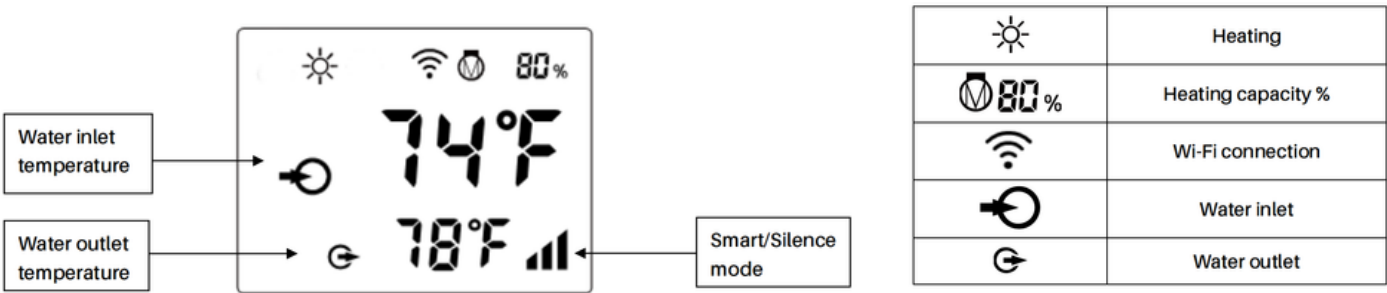 80%
Water inlet
temperature
74°F
Water outlet
temperature
78°F
Smart/Silence
mode
Heating
80%
Heating capacity %
Wi-Fi connection
Water inlet
Water outlet